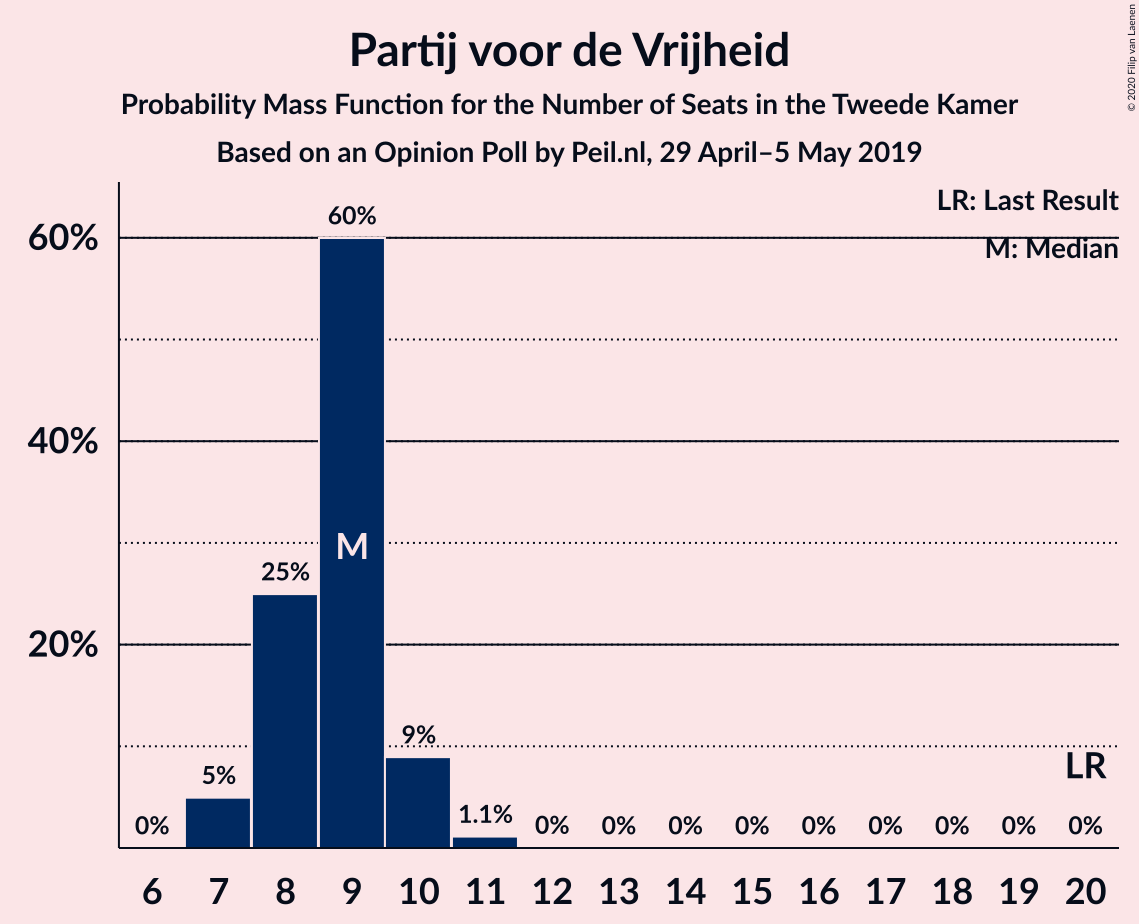 Partij voor de Vrijheid
Probability Mass Function for the Number of Seats in the Tweede Kamer
Based on an Opinion Poll by Peil.nl, 29 April–5 May 2019
© 2020 Filip van Laenen
LR: Last Result
M: Median
60%
40%
20%
0%
5%
25%
60%
9%
1.1%
0%
0%
0%
0%
0%
0%
0%
0%
0%
M
LR
6 7 8 9 10 11 12 13 14 15 16 17 18 19 20